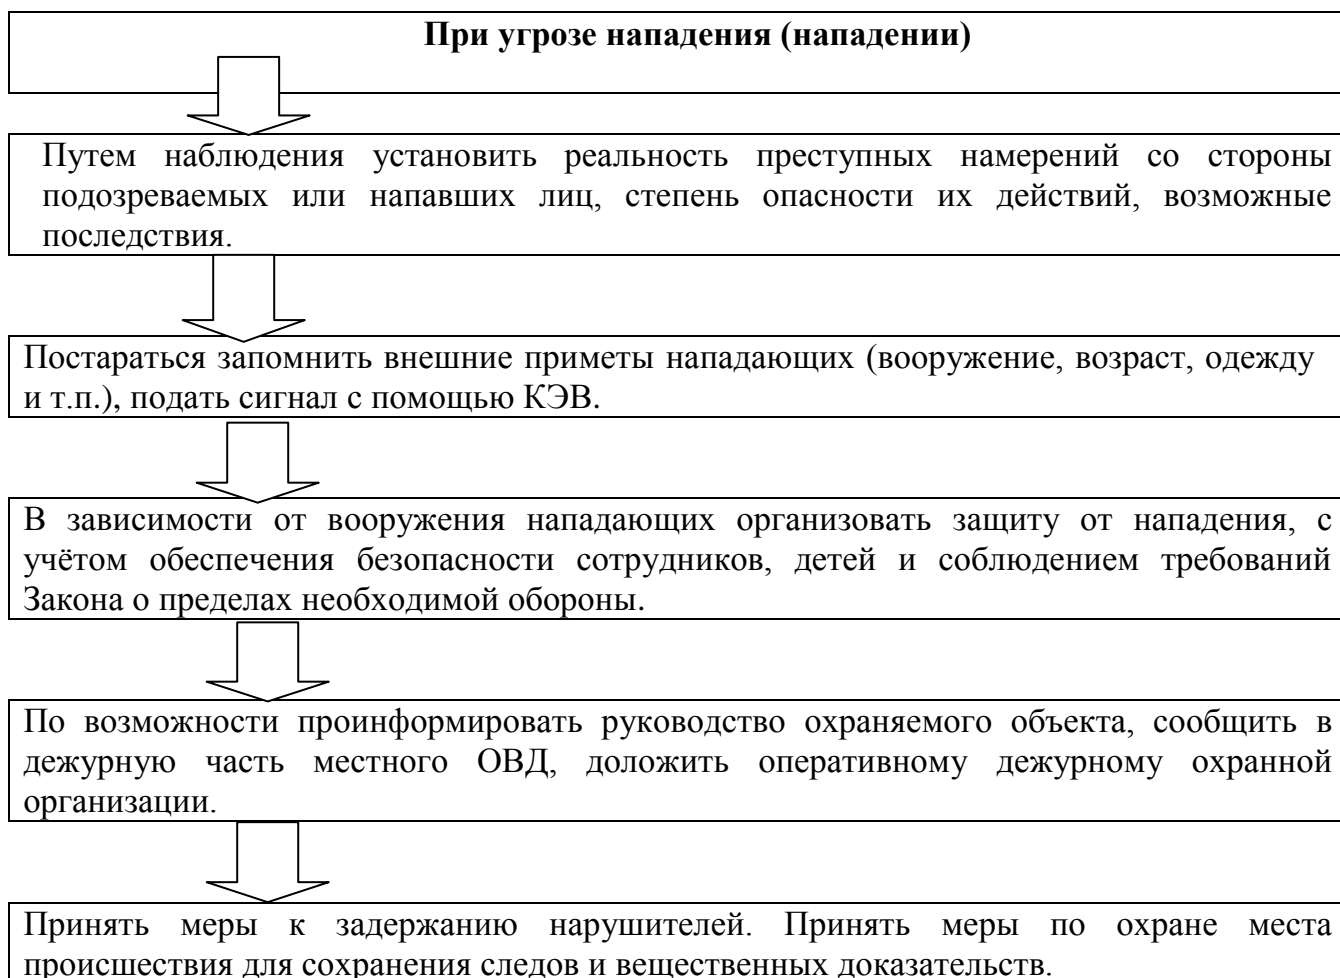 При угрозе нападения (нападении)
Путем наблюдения установить реальность преступных намерений со стороны
подозреваемых или напавших лиц, степень опасности их действий, возможные
последствия.
Постараться запомнить внешние приметы нападающих (вооружение, возраст, одежду
и т.п.), подать сигнал с помощью КЭВ.
В зависимости от вооружения нападающих организовать защиту от нападения, с
учётом обеспечения безопасности сотрудников, детей и соблюдением требований
Закона о пределах необходимой обороны.
По возможности проинформировать руководство охраняемого объекта, сообщить в
дежурную часть местного ОВД, доложить оперативному дежурному охранной
организации.
Принять меры к задержанию нарушителей. Принять меры по охране места
происшествия для сохранения следов и вещественных доказательств.